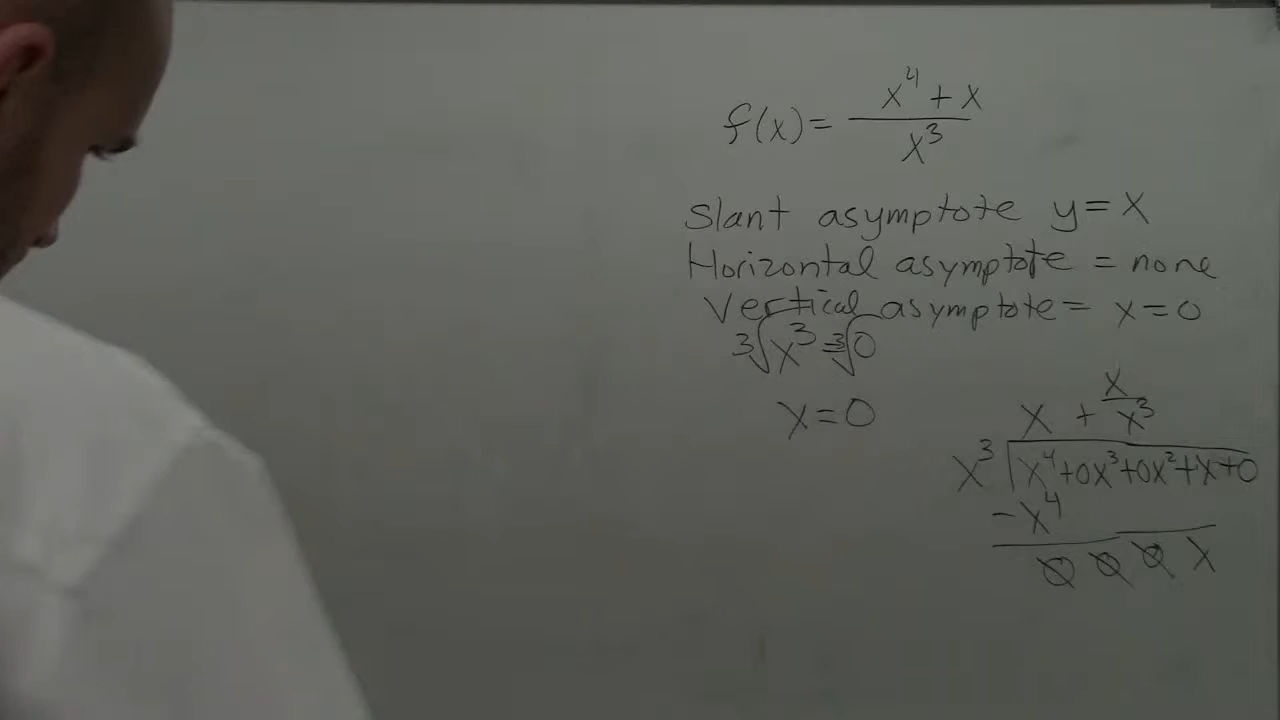 f(x) = x⁴ + x / x³
Slant asymptote y = x
Horizontal asymptote = none
Vertical asymptote = x = 0
³√x³ = ³√0
x = 0
x + x/x³
x³ | x⁴+0x³+0x²+x+0
-x⁴
0 0 0 x